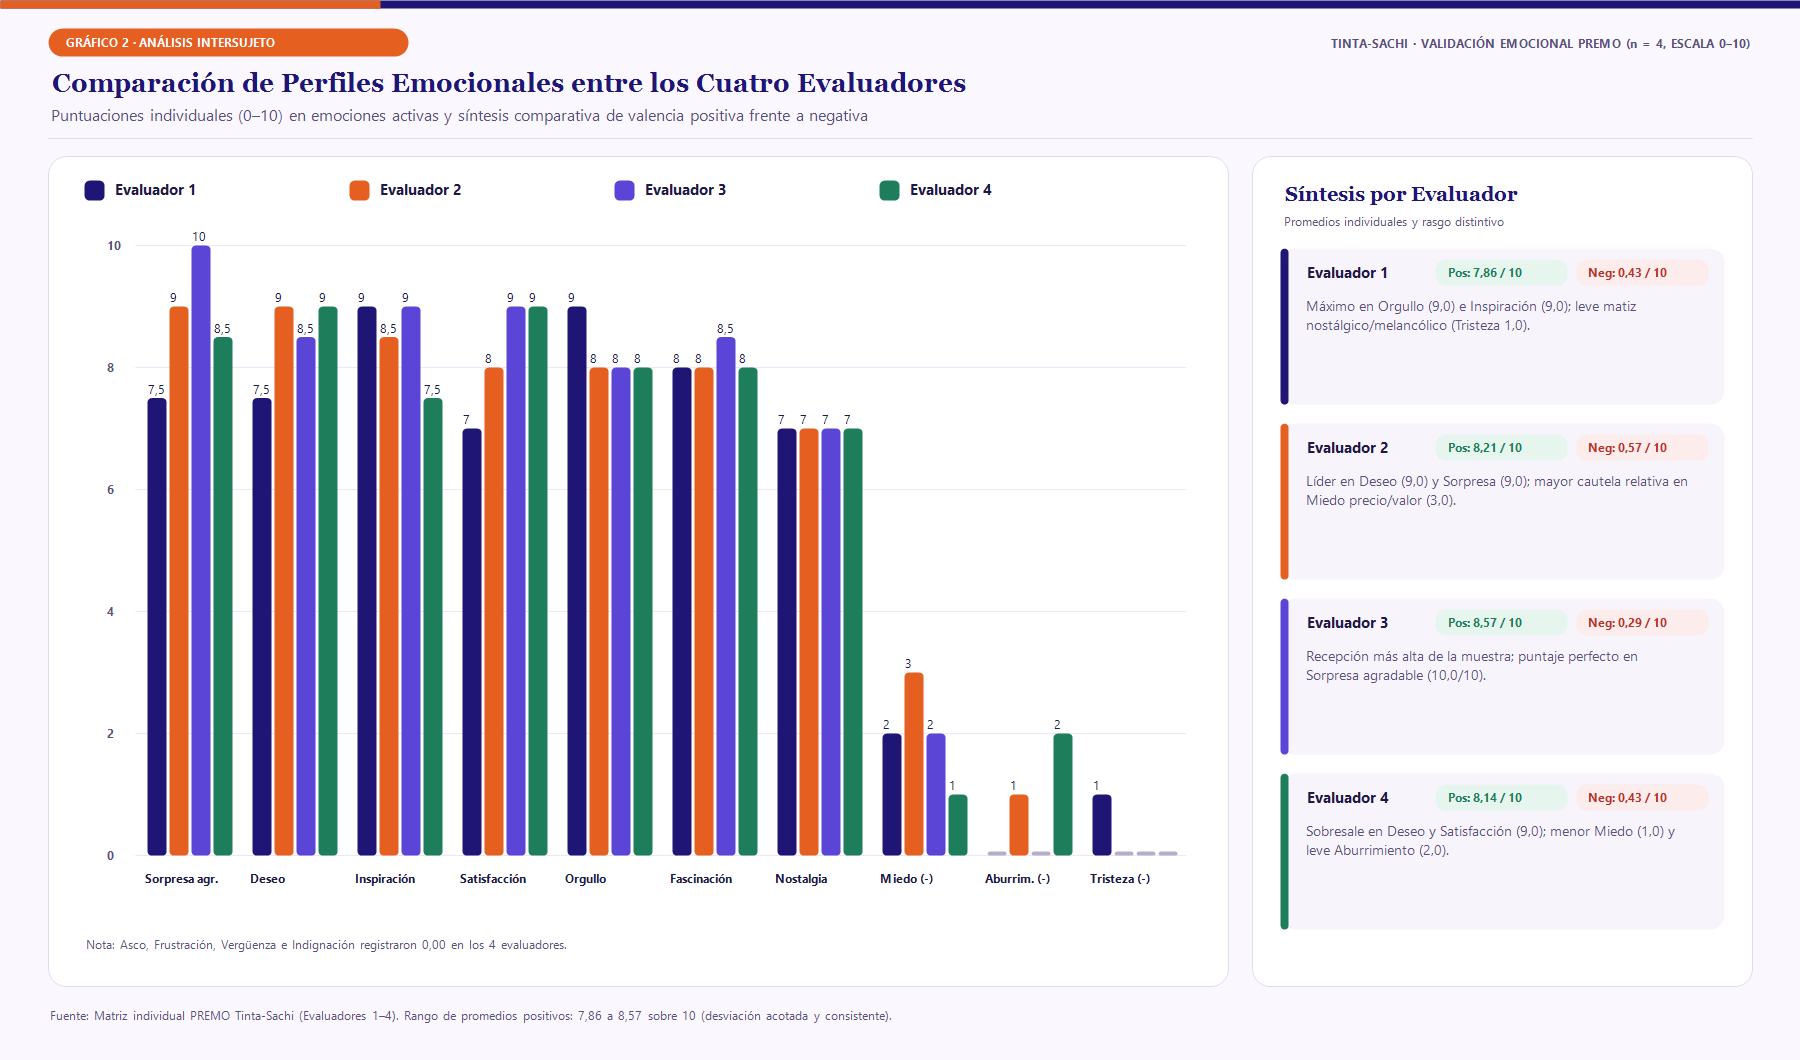 GRÁFICO 2 · ANÁLISIS INTERSUJETO
TINTA-SACHI · VALIDACIÓN EMOCIONAL PREMO (n = 4, ESCALA 0–10)
Comparación de Perfiles Emocionales entre los Cuatro Evaluadores
Puntuaciones individuales (0–10) en emociones activas y síntesis comparativa de valencia positiva frente a negativa
Evaluador 1
Evaluador 2
Evaluador 3
Evaluador 4
10
8
6
4
2
0
7,5
9
10
8,5
7,5
9
8,5
9
9
8,5
9
7,5
7
8
9
9
9
8
8
8
8
8
8,5
8
7
7
7
7
2
3
2
1
1
2
1
Sorpresa agr.
Deseo
Inspiración
Satisfacción
Orgullo
Fascinación
Nostalgia
Miedo (-)
Aburrim. (-)
Tristeza (-)
Nota: Asco, Frustración, Vergüenza e Indignación registraron 0,00 en los 4 evaluadores.
Síntesis por Evaluador
Promedios individuales y rasgo distintivo
Evaluador 1
Pos: 7,86 / 10
Neg: 0,43 / 10
Máximo en Orgullo (9,0) e Inspiración (9,0); leve matiz
nostálgico/melancólico (Tristeza 1,0).
Evaluador 2
Pos: 8,21 / 10
Neg: 0,57 / 10
Líder en Deseo (9,0) y Sorpresa (9,0); mayor cautela relativa en
Miedo precio/valor (3,0).
Evaluador 3
Pos: 8,57 / 10
Neg: 0,29 / 10
Recepción más alta de la muestra; puntaje perfecto en
Sorpresa agradable (10,0/10).
Evaluador 4
Pos: 8,14 / 10
Neg: 0,43 / 10
Sobresale en Deseo y Satisfacción (9,0); menor Miedo (1,0) y
leve Aburrimiento (2,0).
Fuente: Matriz individual PREMO Tinta-Sachi (Evaluadores 1–4). Rango de promedios positivos: 7,86 a 8,57 sobre 10 (desviación acotada y consistente).